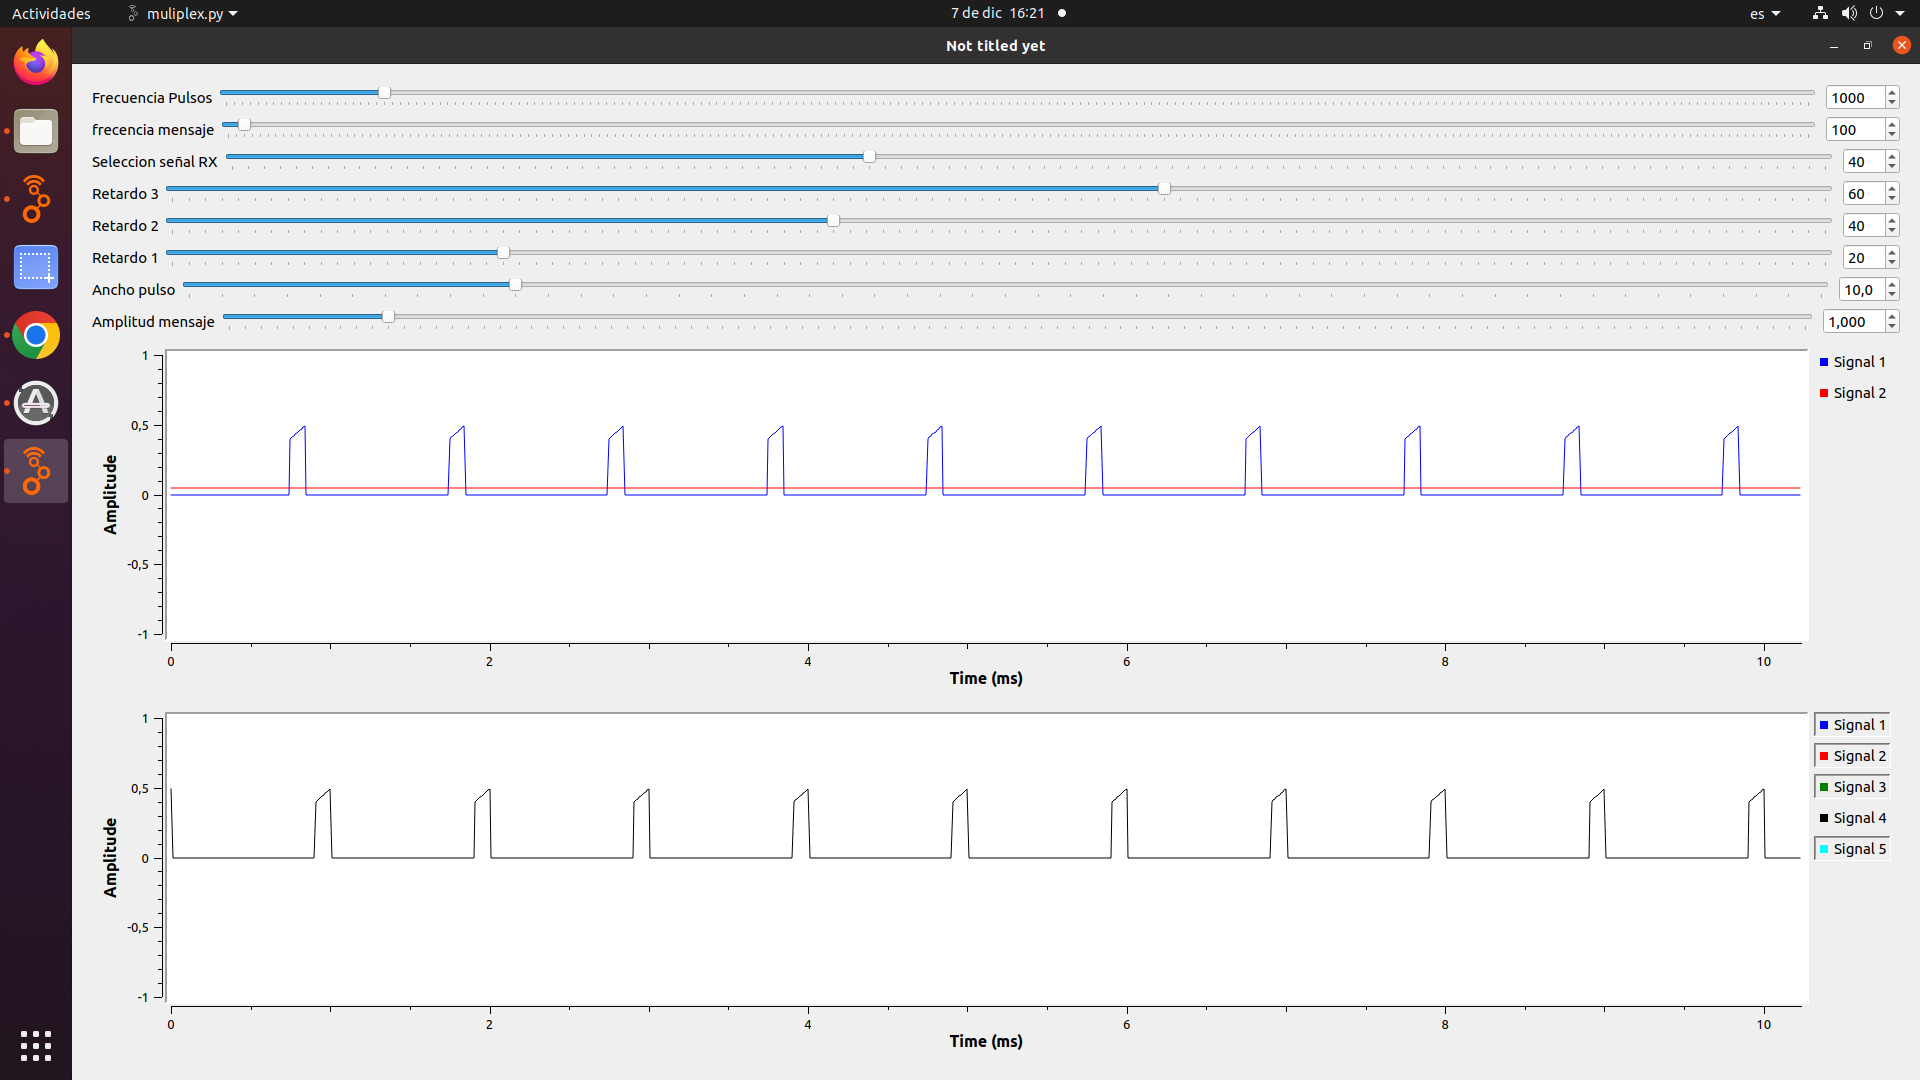 Actividades muliplex.py 7 de dic 16:21 es
Not titled yet
Frecuencia Pulsos 1000
frecencia mensaje 100
Seleccion señal RX 40
Retardo 3 60
Retardo 2 40
Retardo 1 20
Ancho pulso 10,0
Amplitud mensaje 1,000
1
0,5
0
-0,5
-1
Amplitude
Signal 1
Signal 2
0 2 4 6 8 10
Time (ms)
1
0,5
0
-0,5
-1
Amplitude
Signal 1
Signal 2
Signal 3
Signal 4
Signal 5
0 2 4 6 8 10
Time (ms)